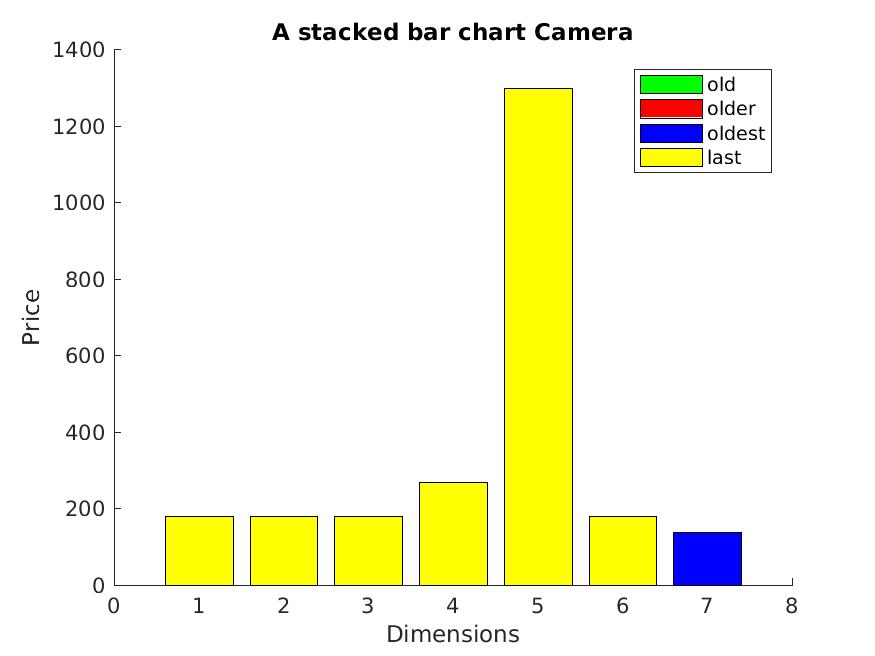 A stacked bar chart Camera
1400
1200
1000
800
600
400
200
0
Price
old
older
oldest
last
0 1 2 3 4 5 6 7 8
Dimensions